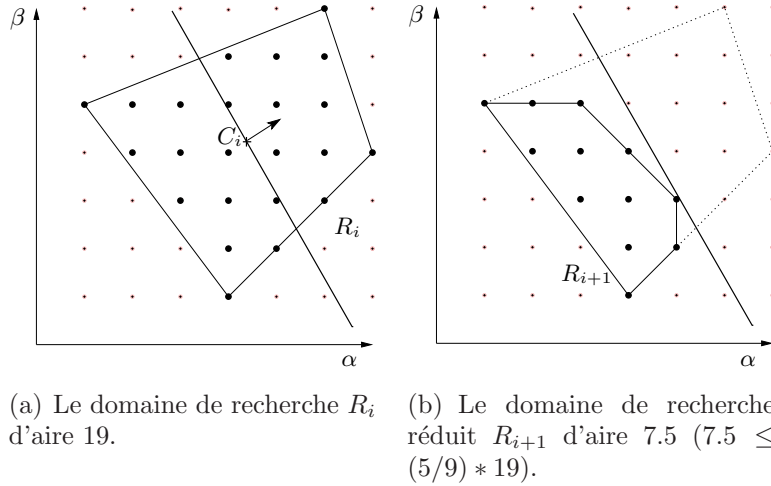 β
C_i
R_i
α
(a) Le domaine de recherche R_i
d'aire 19.
β
R_{i+1}
α
(b) Le domaine de recherche
réduit R_{i+1} d'aire 7.5 (7.5 ≤
(5/9) ∗ 19).